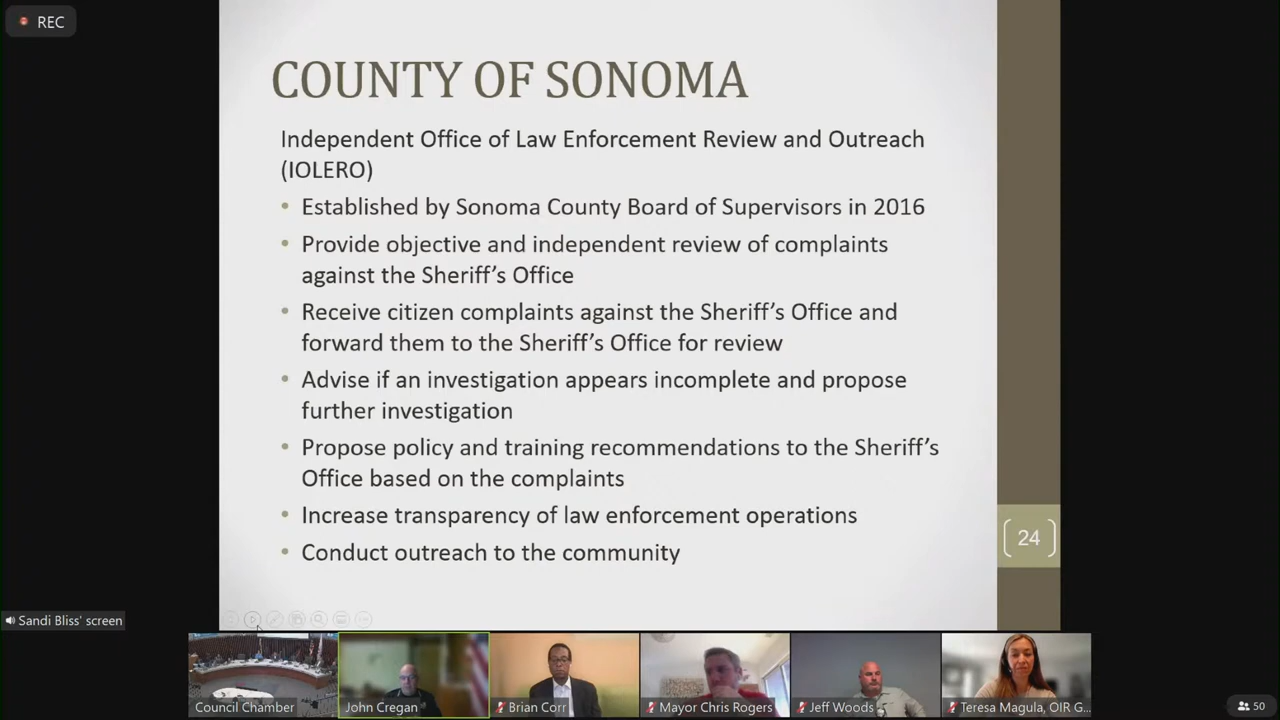 REC
COUNTY OF SONOMA
Independent Office of Law Enforcement Review and Outreach
(IOLERO)
• Established by Sonoma County Board of Supervisors in 2016
• Provide objective and independent review of complaints
against the Sheriff's Office
• Receive citizen complaints against the Sheriff's Office and
forward them to the Sheriff's Office for review
• Advise if an investigation appears incomplete and propose
further investigation
• Propose policy and training recommendations to the Sheriff's
Office based on the complaints
• Increase transparency of law enforcement operations
• Conduct outreach to the community
24
Sandi Bliss' screen
Council Chamber
John Cregan
Brian Corr
Mayor Chris Rogers
Jeff Woods
Teresa Magula, OIR G...
50